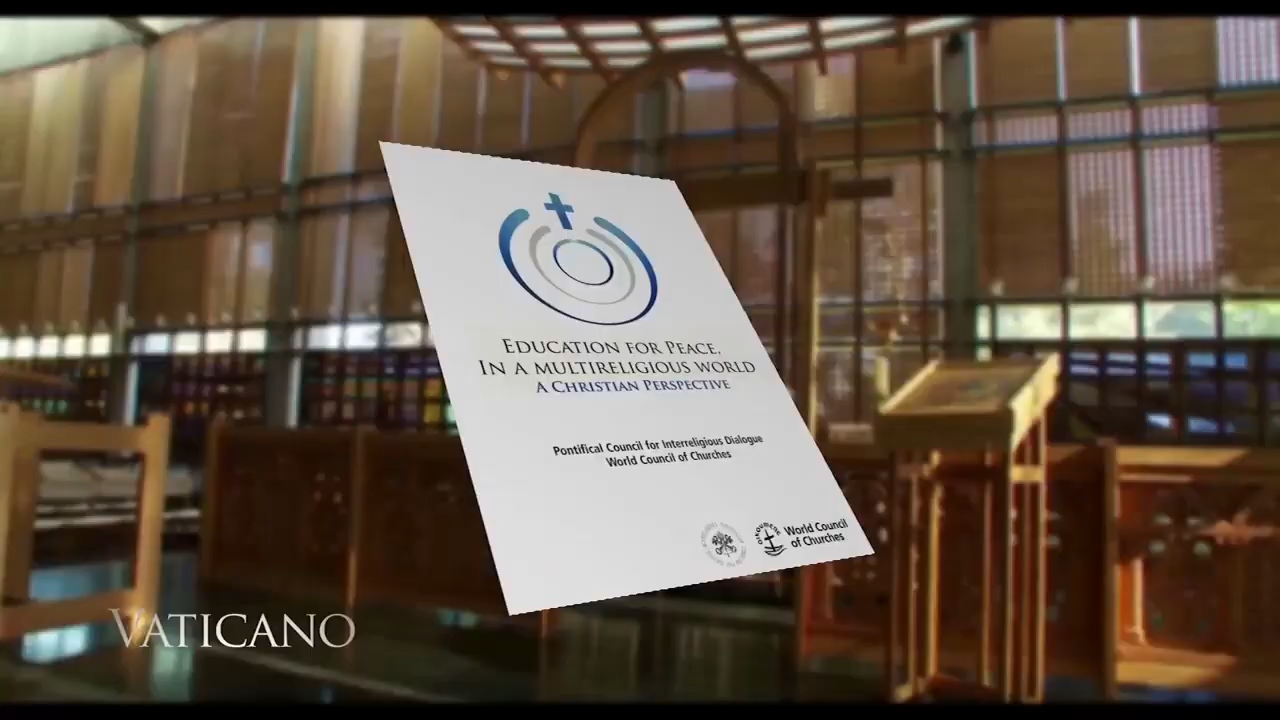 Education for Peace.
In a multireligious world
A Christian Perspective
Pontifical Council for Interreligious Dialogue
World Council of Churches
OIKOUMENE
World Council
of Churches
Vaticano